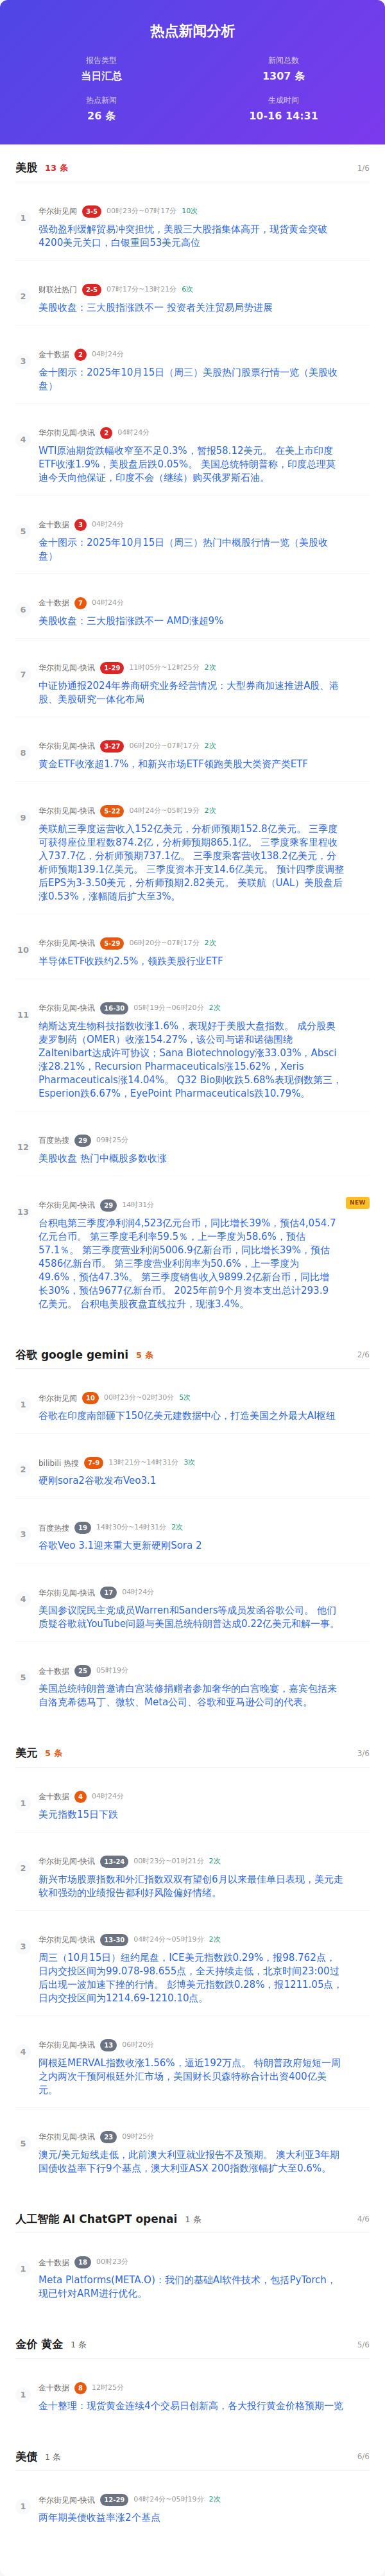 热点新闻分析
报告类型
当日汇总
新闻总数
1307 条
热点新闻
26 条
生成时间
10-16 14:31
美股 13 条 1/6
1
华尔街见闻 3-5 00时23分~07时17分 10次
强劲盈利缓解贸易冲突担忧，美股三大股指集体高开，现货黄金突破
4200美元关口，白银重回53美元高位
2
财联社热门 2-5 07时17分~13时21分 6次
美股收盘：三大股指涨跌不一 投资者关注贸易局势进展
3
金十数据 2 04时24分
金十图示：2025年10月15日（周三）美股热门股票行情一览（美股收
盘）
4
华尔街见闻-快讯 2 04时24分
WTI原油期货跌幅收窄至不足0.3%，暂报58.12美元。 在美上市印度
ETF收涨1.9%，美股盘后跌0.05%。 美国总统特朗普称，印度总理莫
迪今天向他保证，印度不会（继续）购买俄罗斯石油。
5
金十数据 3 04时24分
金十图示：2025年10月15日（周三）热门中概股行情一览（美股收
盘）
6
金十数据 7 04时24分
美股收盘：三大股指涨跌不一 AMD涨超9%
7
华尔街见闻-快讯 1-29 11时05分~12时25分 2次
中证协通报2024年券商研究业务经营情况：大型券商加速推进A股、港
股、美股研究一体化布局
8
华尔街见闻-快讯 3-27 06时20分~07时17分 2次
黄金ETF收涨超1.7%，和新兴市场ETF领跑美股大类资产类ETF
9
华尔街见闻-快讯 5-22 04时24分~05时19分 2次
美联航三季度运营收入152亿美元，分析师预期152.8亿美元。 三季度
可获得座位里程数874.2亿，分析师预期865.1亿。 三季度乘客里程收
入737.7亿，分析师预期737.1亿。 三季度乘客营收138.2亿美元，分
析师预期139.1亿美元。 三季度资本开支14.6亿美元。 预计四季度调整
后EPS为3-3.50美元，分析师预期2.82美元。 美联航（UAL）美股盘后
涨0.53%，涨幅随后扩大至3%。
10
华尔街见闻-快讯 5-29 06时20分~07时17分 2次
半导体ETF收跌约2.5%，领跌美股行业ETF
11
华尔街见闻-快讯 16-30 05时19分~06时20分 2次
纳斯达克生物科技指数收涨1.6%，表现好于美股大盘指数。 成分股奥
麦罗制药（OMER）收涨154.27%，该公司与诺和诺德围绕
Zaltenibart达成许可协议；Sana Biotechnology涨33.03%，Absci
涨28.21%，Recursion Pharmaceuticals涨15.62%，Xeris
Pharmaceuticals涨14.04%。 Q32 Bio则收跌5.68%表现倒数第三，
Esperion跌6.67%，EyePoint Pharmaceuticals跌10.79%。
12
百度热搜 29 09时25分
美股收盘 热门中概股多数收涨
13
华尔街见闻-快讯 29 14时31分 NEW
台积电第三季度净利润4,523亿元台币，同比增长39%，预估4,054.7
亿元台币。 第三季度毛利率59.5％，上一季度为58.6%，预估
57.1％。 第三季度营业利润5006.9亿新台币，同比增长39%，预估
4586亿新台币。 第三季度营业利润率为50.6%，上一季度为
49.6%，预估47.3%。 第三季度销售收入9899.2亿新台币，同比增
长30%，预估9677亿新台币。 2025年前9个月资本支出总计293.9
亿美元。 台积电美股夜盘直线拉升，现涨3.4%。
谷歌 google gemini 5 条 2/6
1
华尔街见闻 10 00时23分~02时30分 5次
谷歌在印度南部砸下150亿美元建数据中心，打造美国之外最大AI枢纽
2
bilibili 热搜 7-9 13时21分~14时31分 3次
硬刚sora2谷歌发布Veo3.1
3
百度热搜 19 14时30分~14时31分 2次
谷歌Veo 3.1迎来重大更新硬刚Sora 2
4
华尔街见闻-快讯 17 04时24分
美国参议院民主党成员Warren和Sanders等成员发函谷歌公司。 他们
质疑谷歌就YouTube问题与美国总统特朗普达成0.22亿美元和解一事。
5
金十数据 25 05时19分
美国总统特朗普邀请白宫装修捐赠者参加奢华的白宫晚宴，嘉宾包括来
自洛克希德马丁、微软、Meta公司、谷歌和亚马逊公司的代表。
美元 5 条 3/6
1
金十数据 4 04时24分
美元指数15日下跌
2
华尔街见闻-快讯 13-24 00时23分~01时21分 2次
新兴市场股票指数和外汇指数双双有望创6月以来最佳单日表现，美元走
软和强劲的业绩报告都利好风险偏好情绪。
3
华尔街见闻-快讯 13-30 04时24分~05时19分 2次
周三（10月15日）纽约尾盘，ICE美元指数跌0.29%，报98.762点，
日内交投区间为99.078-98.655点，全天持续走低，北京时间23:00过
后出现一波加速下挫的行情。 彭博美元指数跌0.28%，报1211.05点，
日内交投区间为1214.69-1210.10点。
4
华尔街见闻-快讯 13 06时20分
阿根廷MERVAL指数收涨1.56%，逼近192万点。 特朗普政府短短一周
之内两次干预阿根廷外汇市场，美国财长贝森特称合计出资400亿美
元。
5
华尔街见闻-快讯 23 09时25分
澳元/美元短线走低，此前澳大利亚就业报告不及预期。 澳大利亚3年期
国债收益率下行9个基点，澳大利亚ASX 200指数涨幅扩大至0.6%。
人工智能 AI ChatGPT openai 1 条 4/6
1
金十数据 18 00时23分
Meta Platforms(META.O)：我们的基础AI软件技术，包括PyTorch，
现已针对ARM进行优化。
金价 黄金 1 条 5/6
1
金十数据 8 12时25分
金十整理：现货黄金连续4个交易日创新高，各大投行黄金价格预期一览
美债 1 条 6/6
1
华尔街见闻-快讯 12-29 04时24分~05时19分 2次
两年期美债收益率涨2个基点